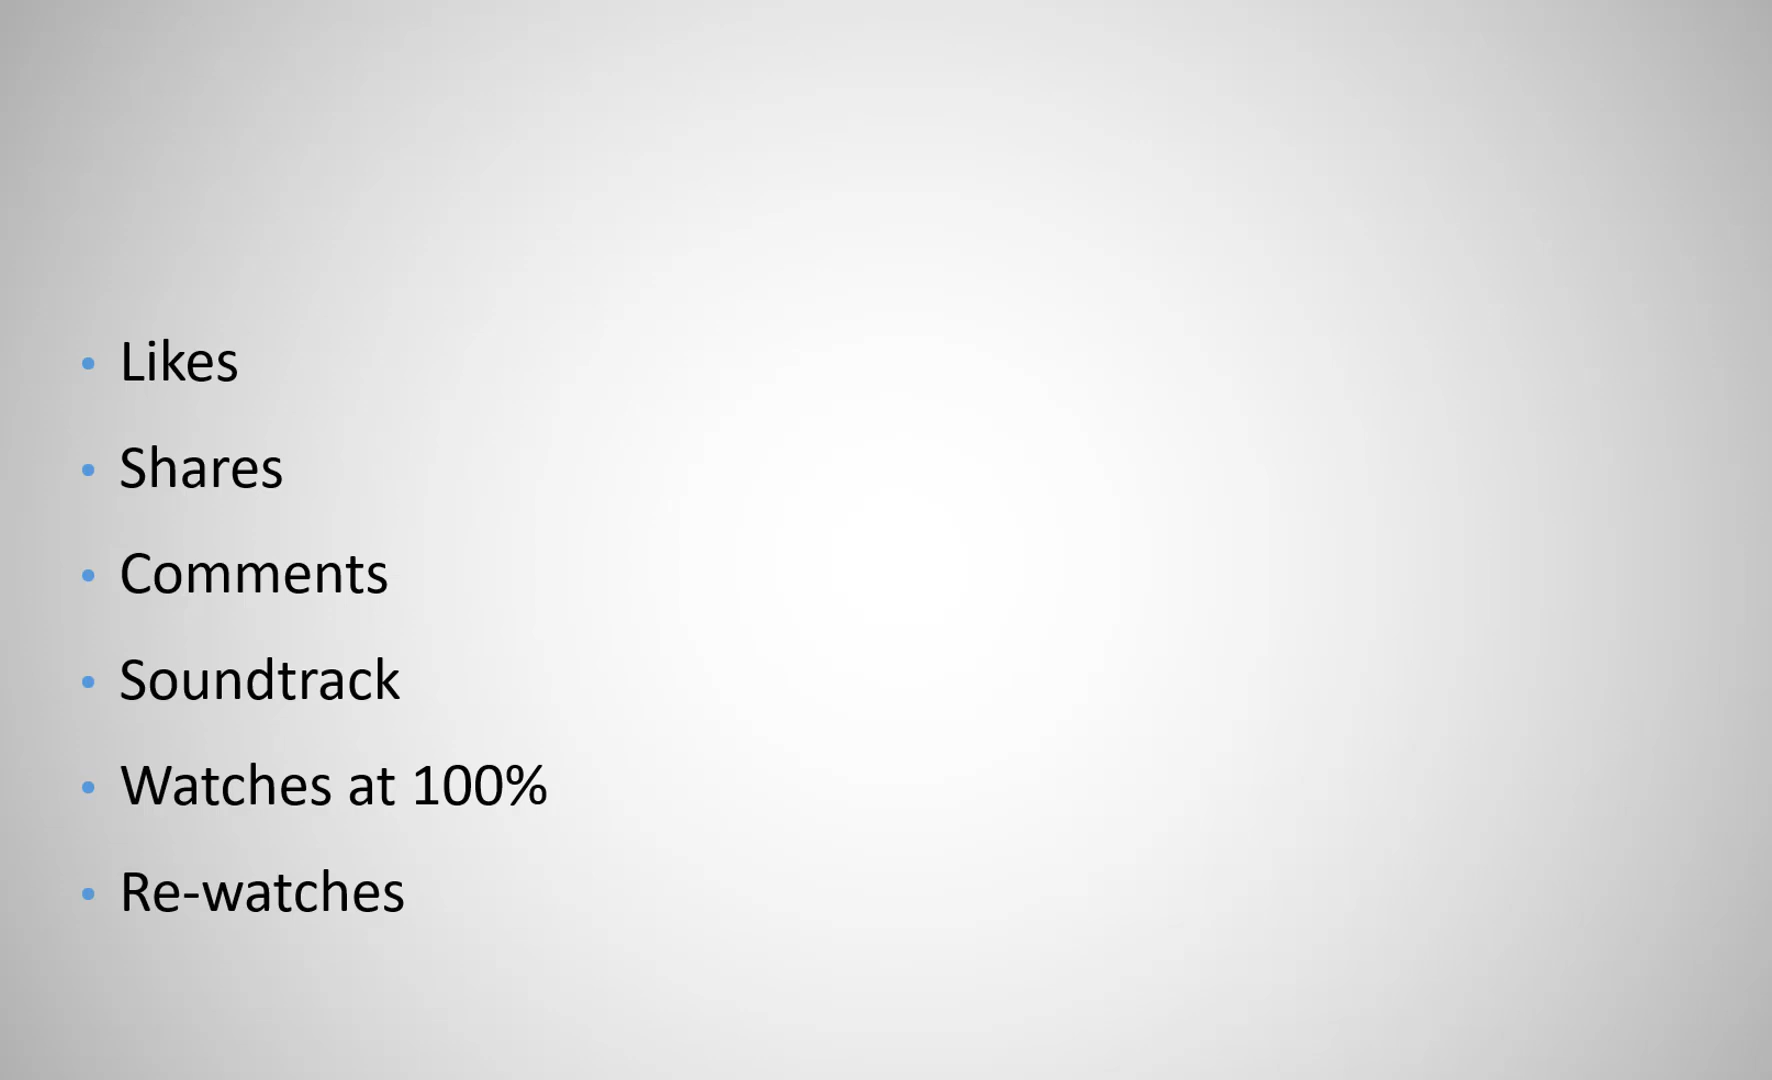 • Likes
• Shares
• Comments
• Soundtrack
• Watches at 100%
• Re-watches